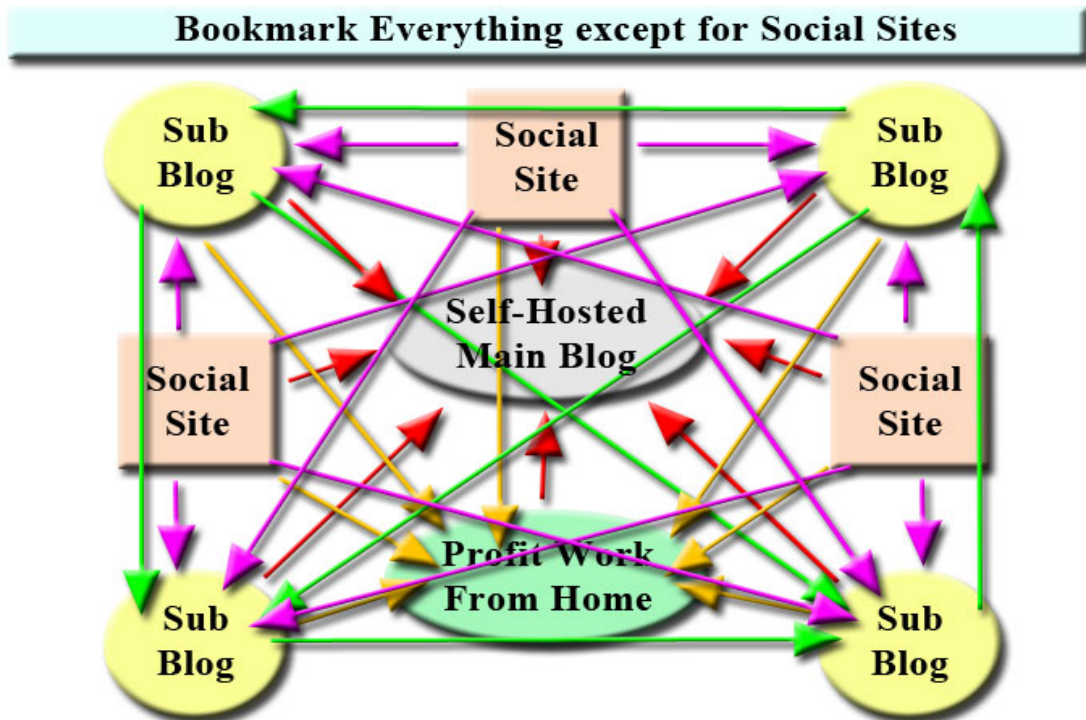 Bookmark Everything except for Social Sites
Sub
Blog
Social
Site
Sub
Blog
Self-Hosted
Main Blog
Social
Site
Social
Site
Profit Work
From Home
Sub
Blog
Sub
Blog